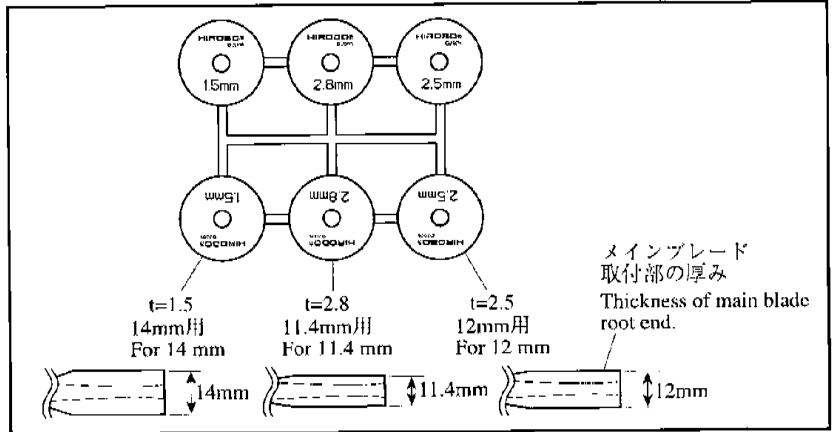 HIROBO
HIROBO
HIROBO
1.5mm
2.8mm
2.5mm
1.5mm
2.8mm
2.5mm
HIROBO
HIROBO
HIROBO
メインブレード
取付部の厚み
Thickness of main blade
root end.
t=1.5
14mm用
For 14 mm
t=2.8
11.4mm用
For 11.4 mm
t=2.5
12mm用
For 12 mm
14mm
11.4mm
12mm